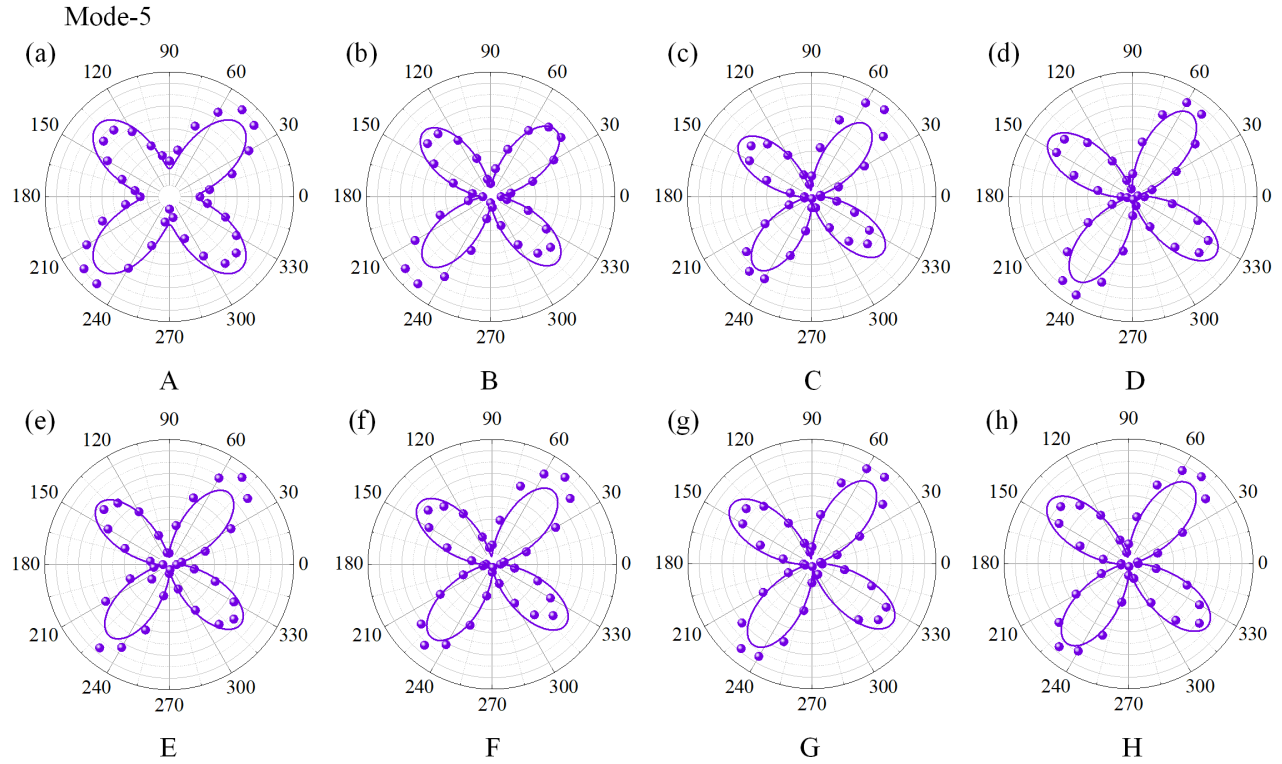 Mode-5
(a) (b) (c) (d)
90 90 90 90
120 60 120 60 120 60 120 60
150 30 150 30 150 30 150 30
180 0 180 0 180 0 180 0
210 330 210 330 210 330 210 330
240 300 240 300 240 300 240 300
270 270 270 270
A B C D
(e) (f) (g) (h)
90 90 90 90
120 60 120 60 120 60 120 60
150 30 150 30 150 30 150 30
180 0 180 0 180 0 180 0
210 330 210 330 210 330 210 330
240 300 240 300 240 300 240 300
270 270 270 270
E F G H